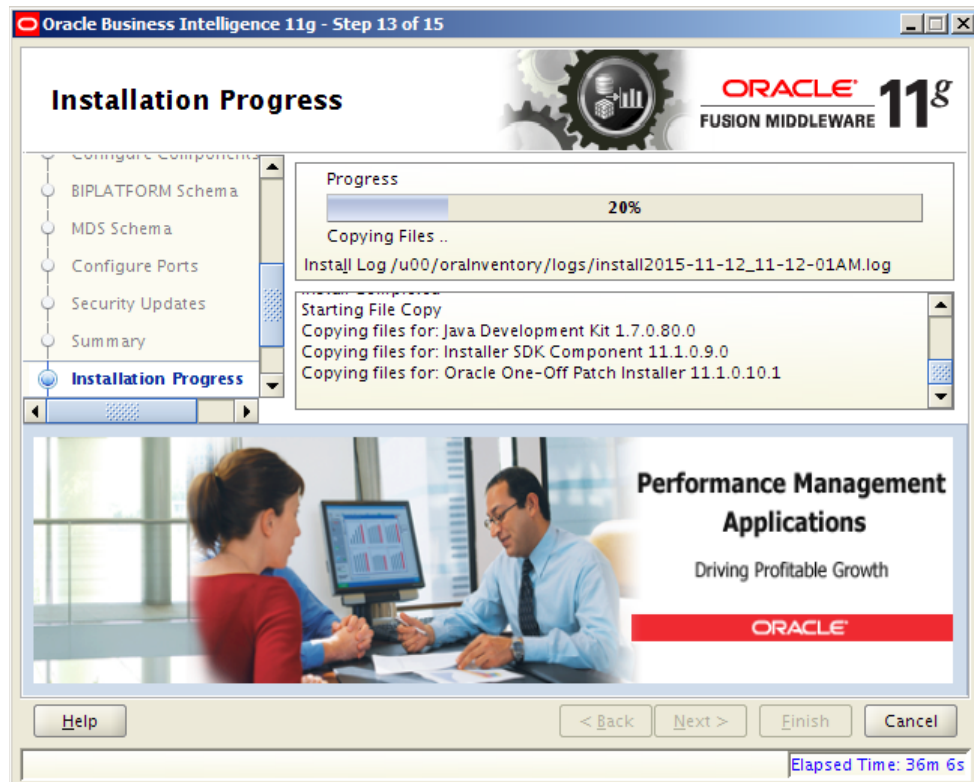 Oracle Business Intelligence 11g - Step 13 of 15
Installation Progress
ORACLE
FUSION MIDDLEWARE 11g
Configure Components
BIPLATFORM Schema
MDS Schema
Configure Ports
Security Updates
Summary
Installation Progress
Progress
20%
Copying Files ..
Install Log /u00/oraInventory/logs/install2015-11-12_11-12-01AM.log
Install Completed
Starting File Copy
Copying files for: Java Development Kit 1.7.0.80.0
Copying files for: Installer SDK Component 11.1.0.9.0
Copying files for: Oracle One-Off Patch Installer 11.1.0.10.1
Performance Management
Applications
Driving Profitable Growth
ORACLE
Help
< Back
Next >
Finish
Cancel
Elapsed Time: 36m 6s